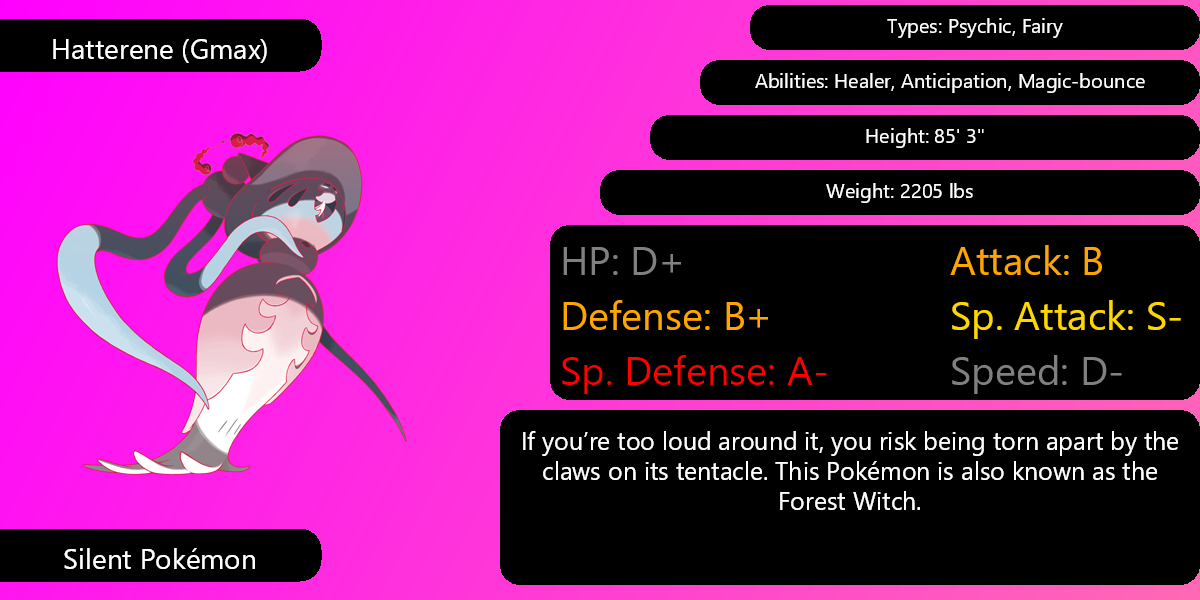 Hatterene (Gmax)
Types: Psychic, Fairy
Abilities: Healer, Anticipation, Magic-bounce
Height: 85' 3"
Weight: 2205 lbs
HP: D+
Attack: B
Defense: B+
Sp. Attack: S-
Sp. Defense: A-
Speed: D-
If you’re too loud around it, you risk being torn apart by the
claws on its tentacle. This Pokémon is also known as the
Forest Witch.
Silent Pokémon